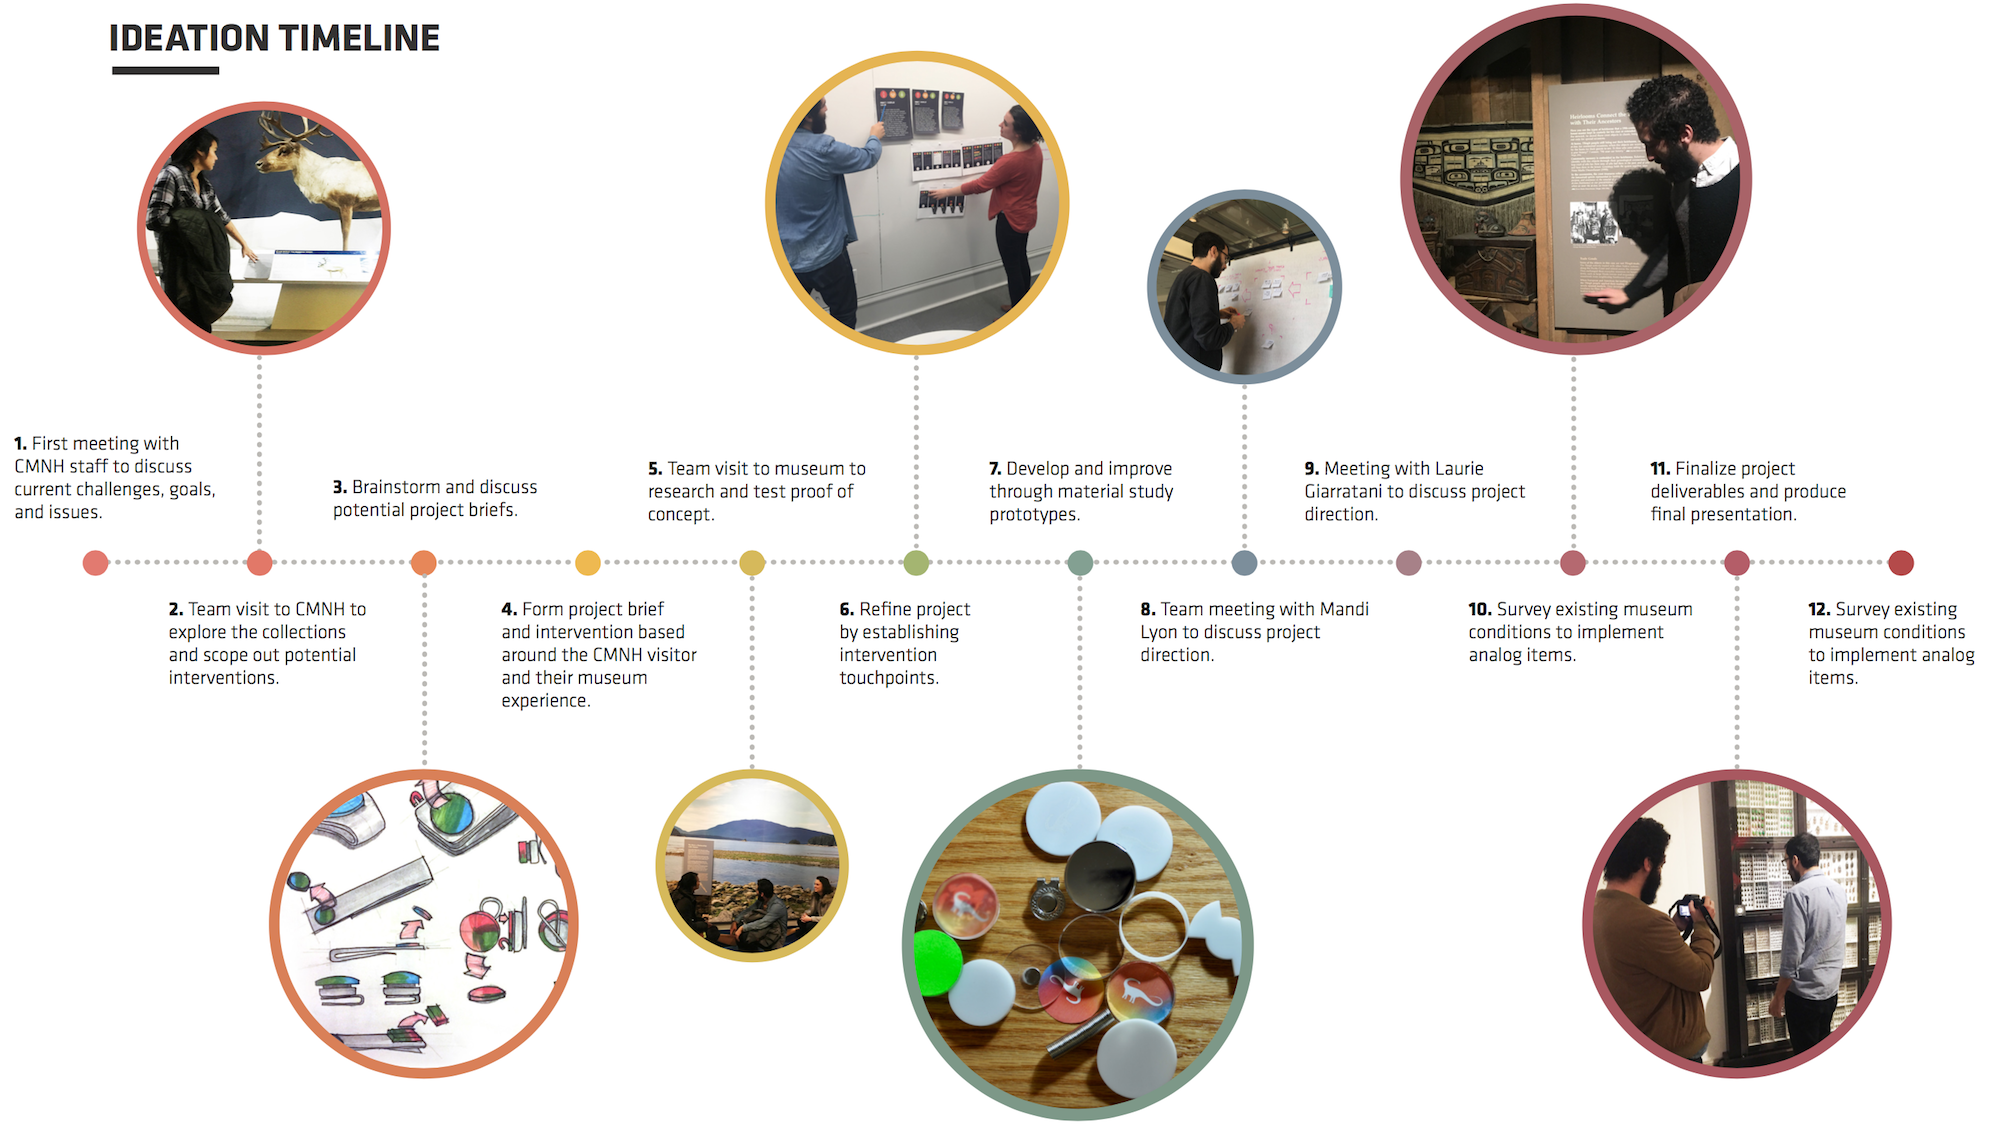 IDEATION TIMELINE
1. First meeting with
CMNH staff to discuss
current challenges, goals,
and issues.
2. Team visit to CMNH to
explore the collections
and scope out potential
interventions.
3. Brainstorm and discuss
potential project briefs.
4. Form project brief
and intervention based
around the CMNH visitor
and their museum
experience.
5. Team visit to museum to
research and test proof of
concept.
6. Refine project
by establishing
intervention
touchpoints.
7. Develop and improve
through material study
prototypes.
8. Team meeting with Mandi
Lyon to discuss project
direction.
9. Meeting with Laurie
Giarratani to discuss project
direction.
10. Survey existing museum
conditions to implement
analog items.
11. Finalize project
deliverables and produce
final presentation.
12. Survey existing
museum conditions
to implement analog
items.
Heirlooms Connect the
with Their Ancestors